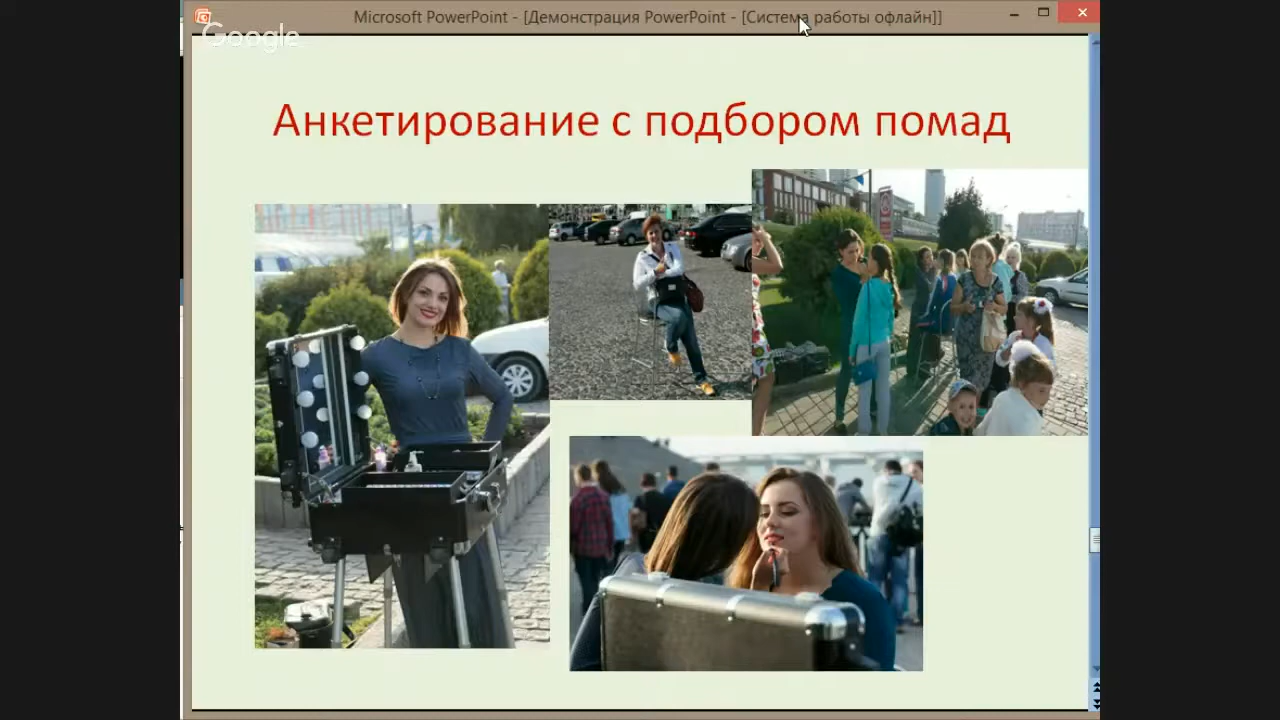 Microsoft PowerPoint - [Демонстрация PowerPoint - [Система работы офлайн]]
Google
Анкетирование с подбором помад